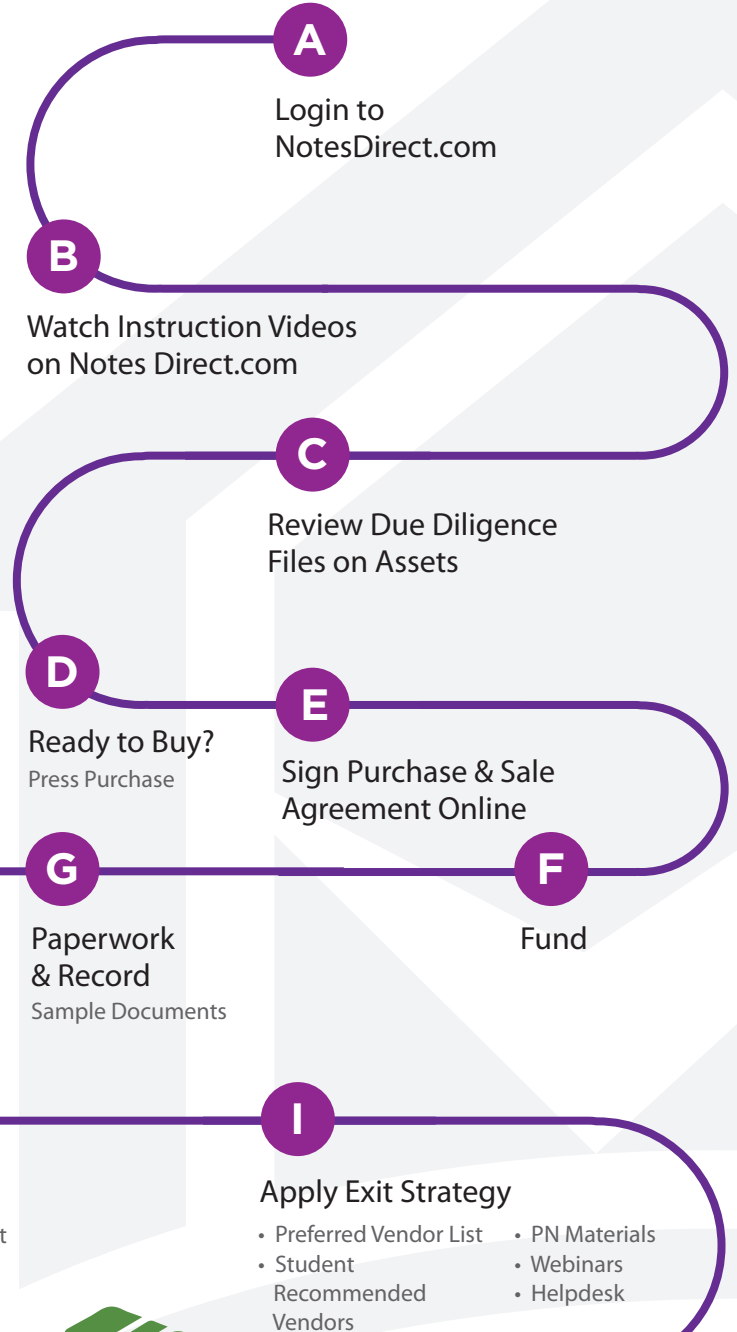 A
Login to
NotesDirect.com
B
Watch Instruction Videos
on Notes Direct.com
C
Review Due Diligence
Files on Assets
D
Ready to Buy?
Press Purchase
E
Sign Purchase & Sale
Agreement Online
F
Fund
G
Paperwork
& Record
Sample Documents
I
Apply Exit Strategy
• Preferred Vendor List
• Student
Recommended
Vendors
• PN Materials
• Webinars
• Helpdesk
t